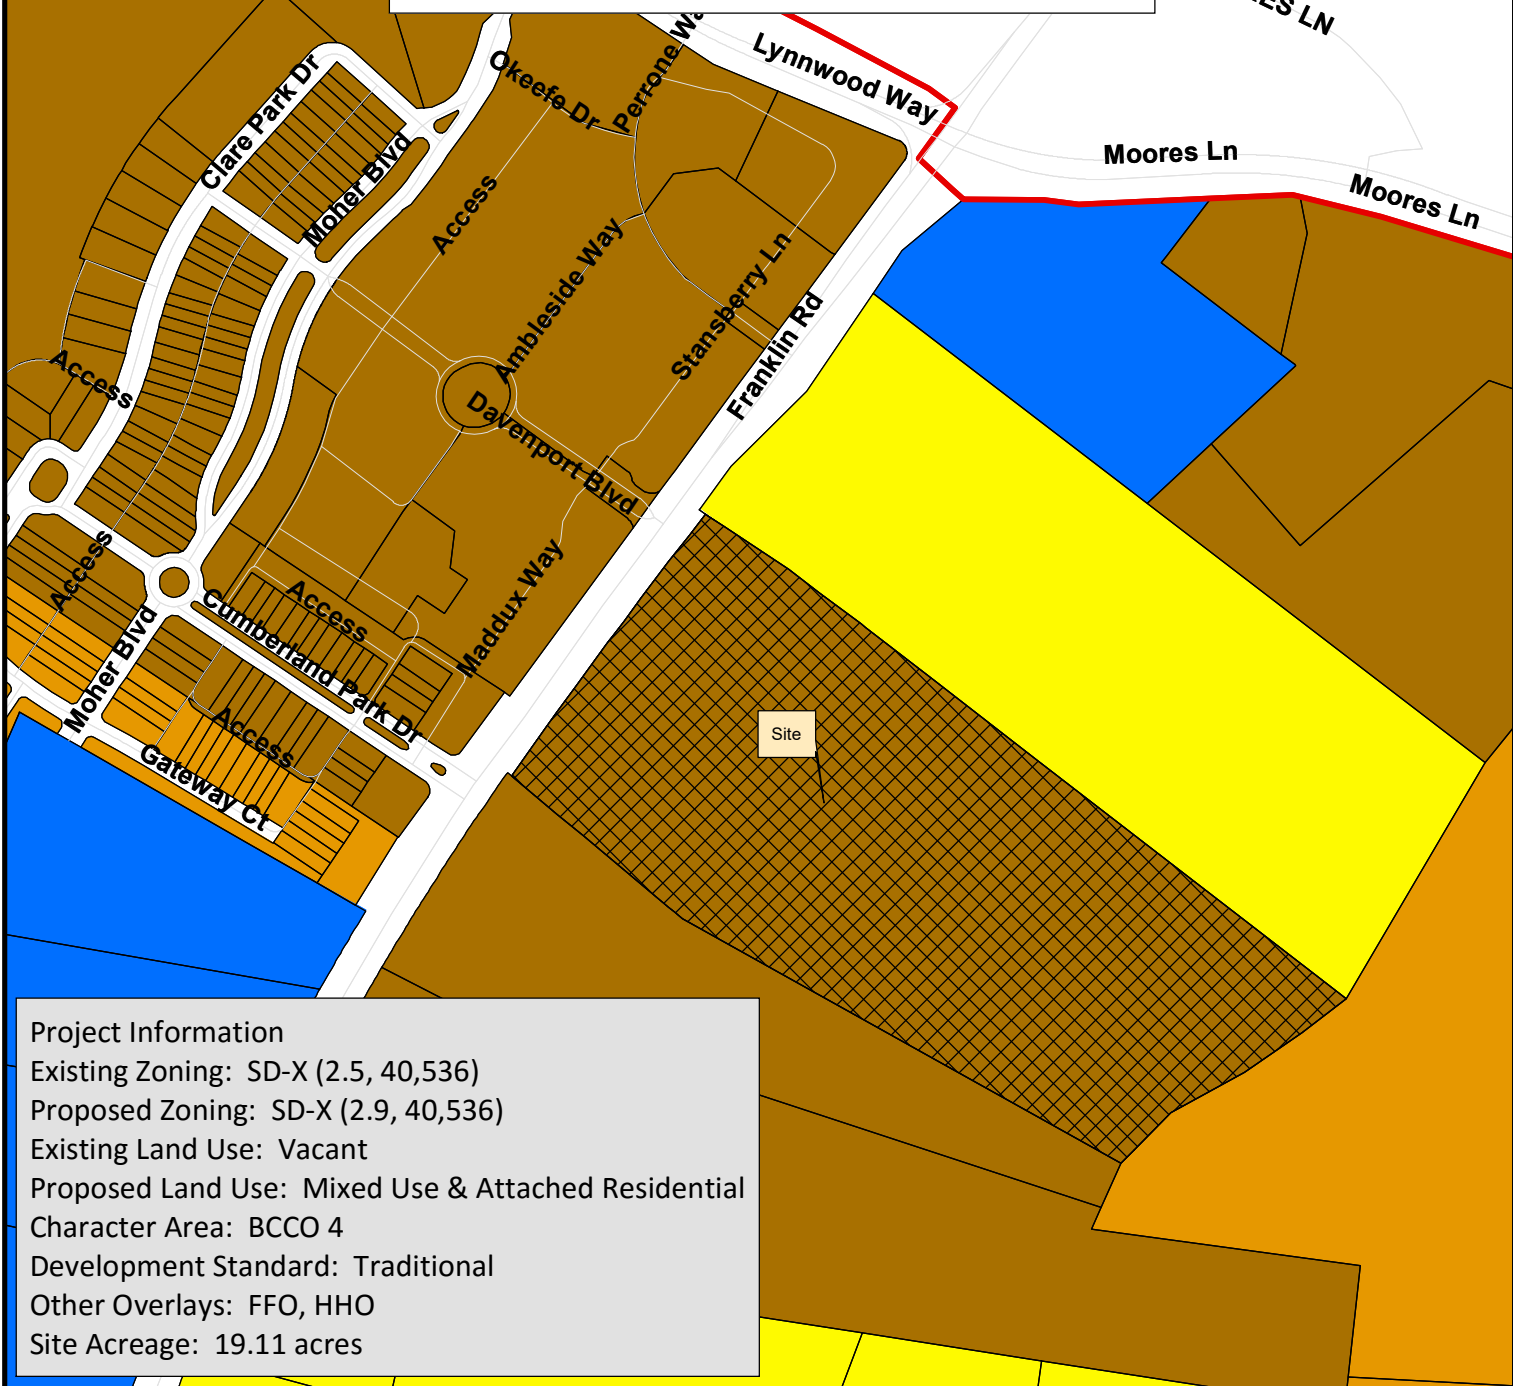 ES LN
Lynnwood Way
Perrone Wa
Okeefe Dr
Clare Park Dr
Moher Blvd
Moores Ln
Moores Ln
Access
Ambleside Way
Stansberry Ln
Franklin Rd
Access
Davenport Blvd
Access
Access
Maddux Way
Cumberland Park Dr
Moher Blvd
Access
Gateway Ct
Site
Project Information
Existing Zoning: SD-X (2.5, 40,536)
Proposed Zoning: SD-X (2.9, 40,536)
Existing Land Use: Vacant
Proposed Land Use: Mixed Use & Attached Residential
Character Area: BCCO 4
Development Standard: Traditional
Other Overlays: FFO, HHO
Site Acreage: 19.11 acres